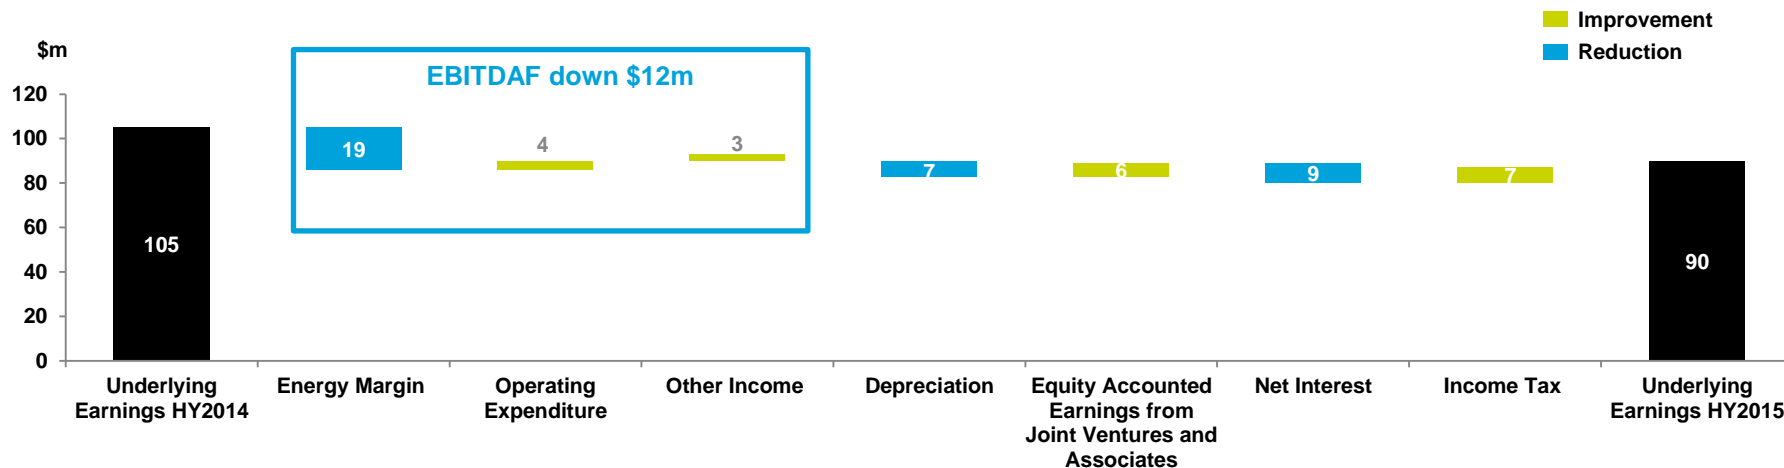 Improvement
Reduction
$m
EBITDAF down $12m
120
100
80
60
40
20
0
105
19
4
3
7
6
9
7
90
Underlying
Earnings HY2014
Energy Margin
Operating
Expenditure
Other Income
Depreciation
Equity Accounted
Earnings from
Joint Ventures and
Associates
Net Interest
Income Tax
Underlying
Earnings HY2015